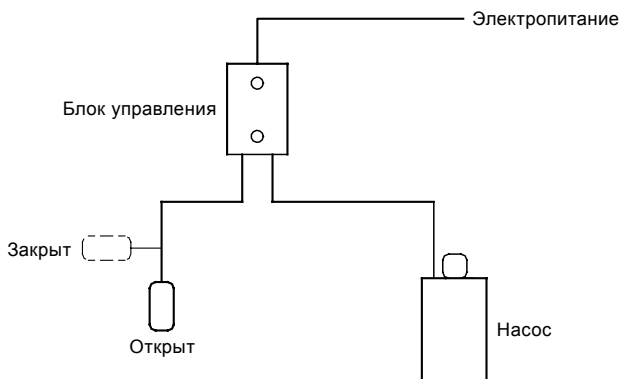 Электропитание
Блок управления
Закрыт
Открыт
Насос